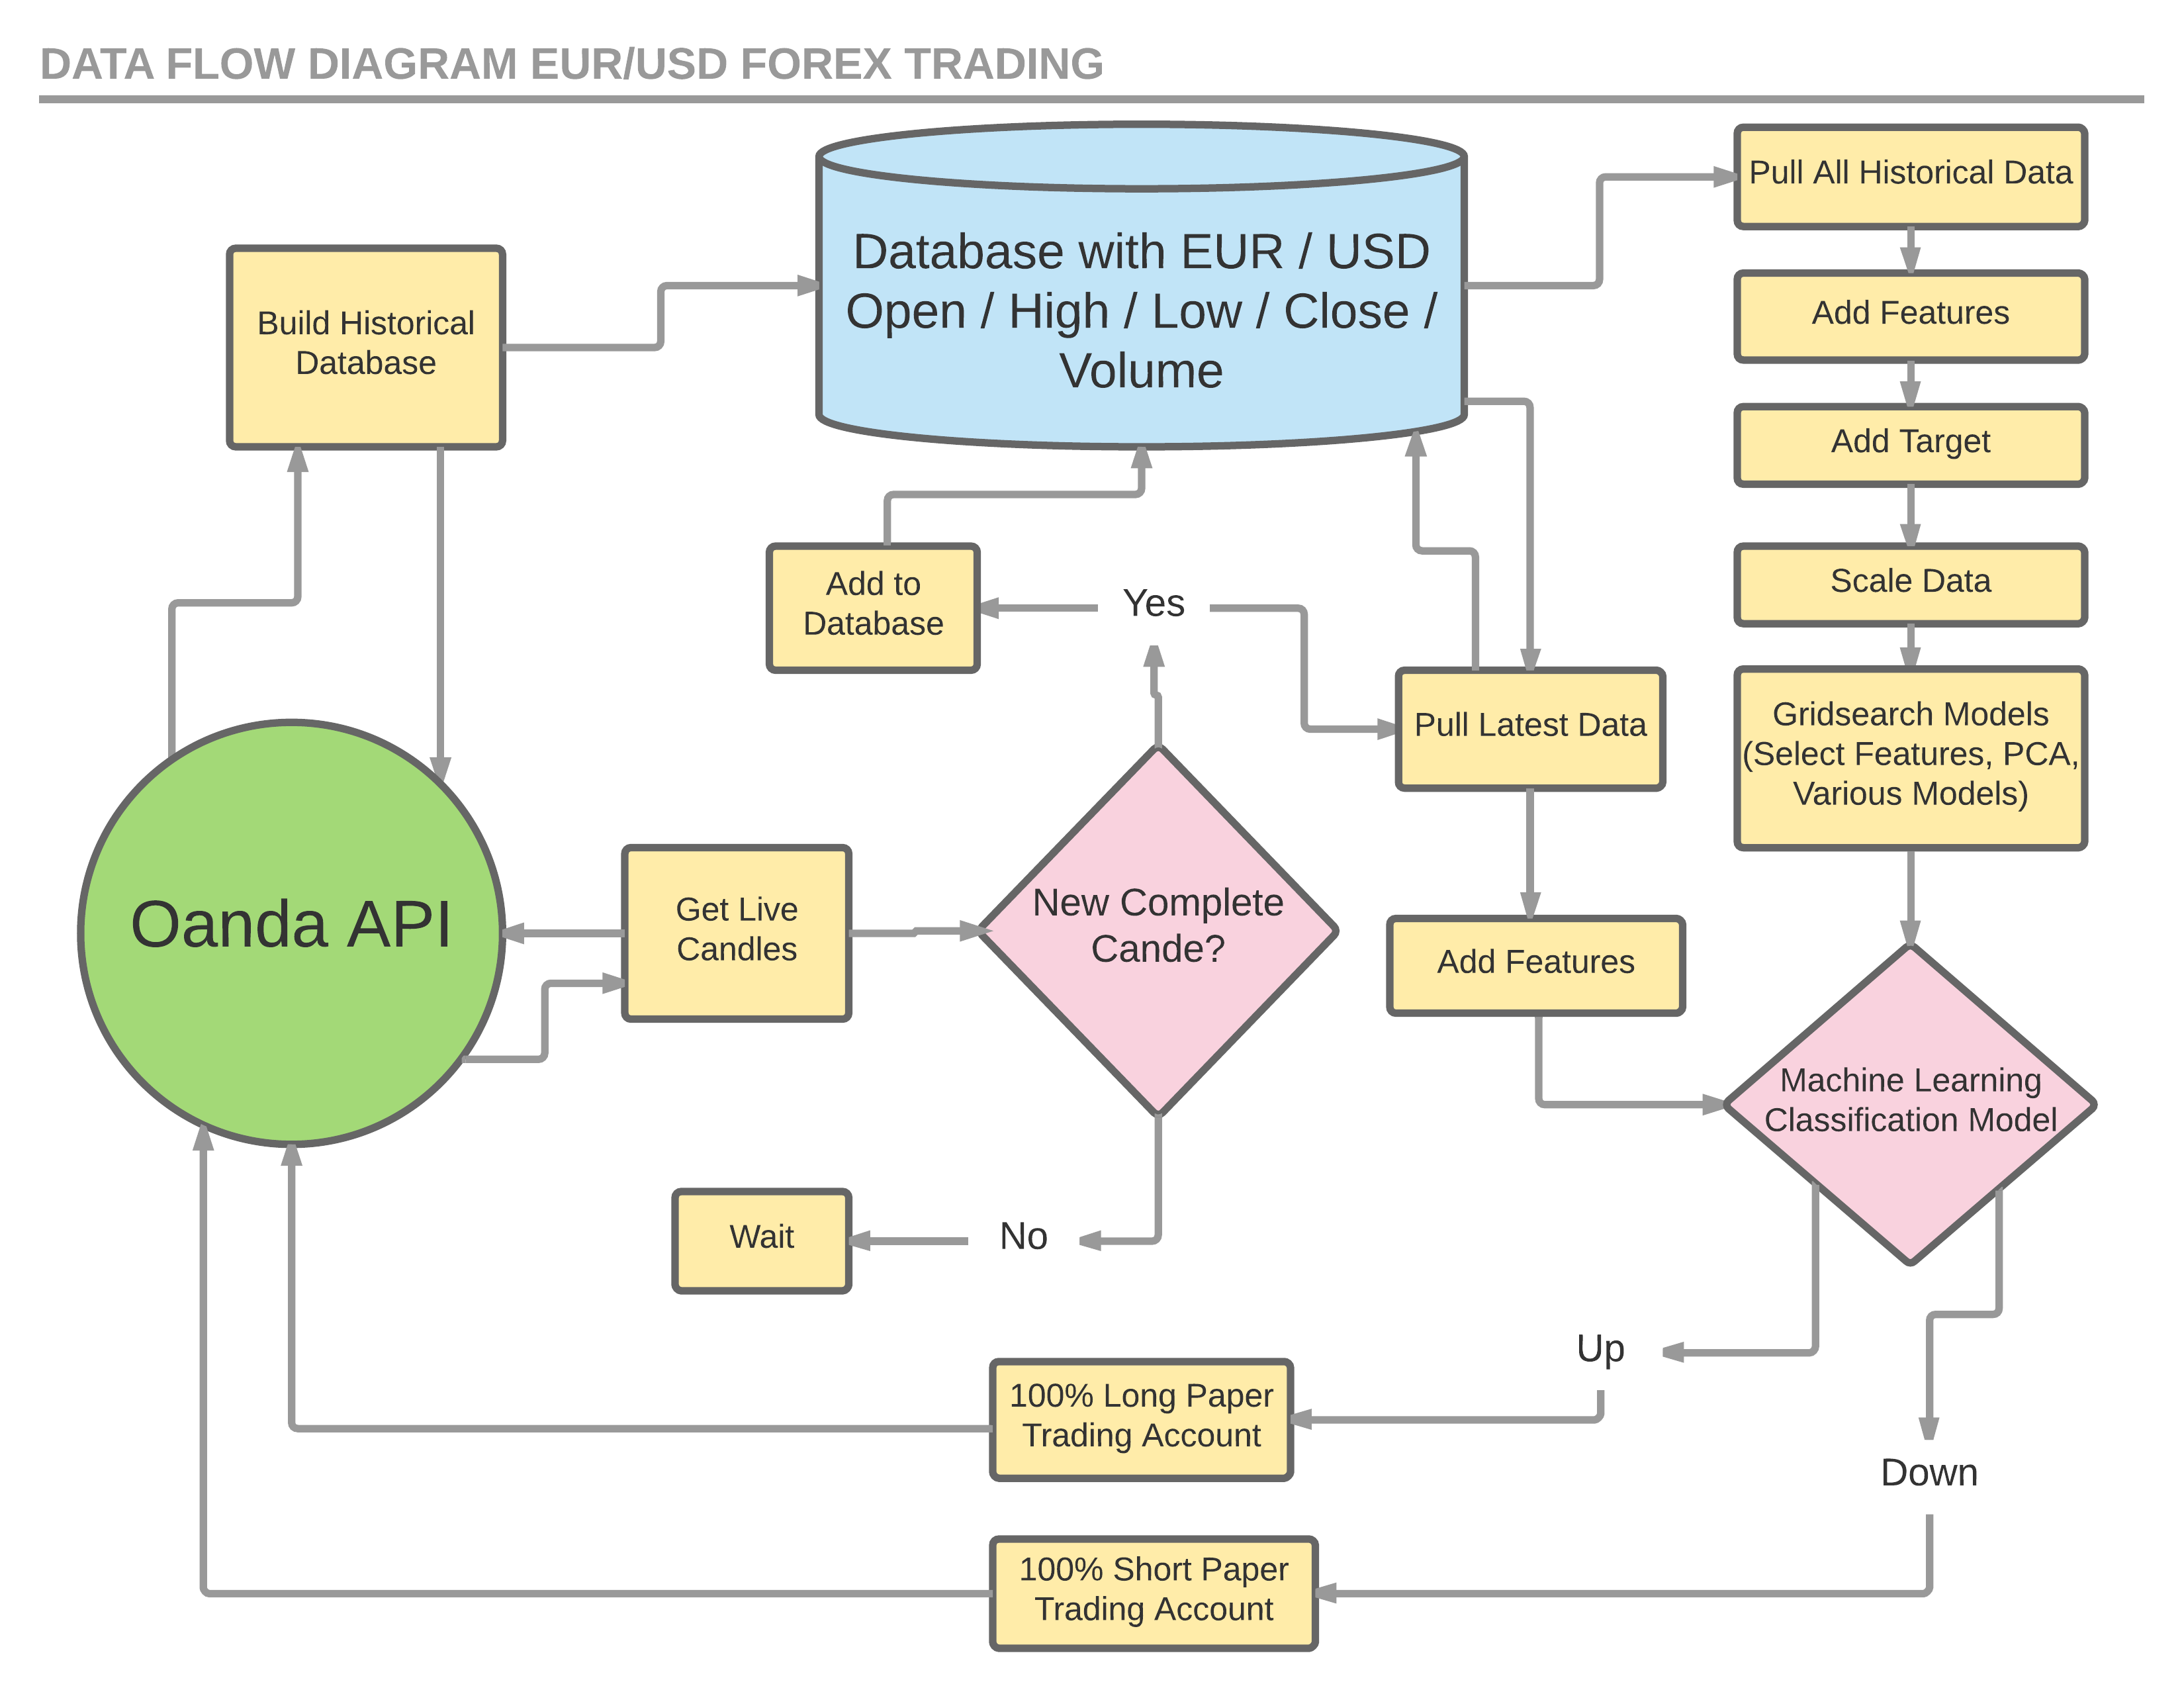 DATA FLOW DIAGRAM EUR/USD FOREX TRADING
Database with EUR / USD
Open / High / Low / Close /
Volume
Pull All Historical Data
Build Historical
Database
Add Features
Add Target
Add to
Database
Yes
Scale Data
Pull Latest Data
Gridsearch Models
(Select Features, PCA,
Various Models)
Oanda API
Get Live
Candles
New Complete
Cande?
Add Features
Machine Learning
Classification Model
Wait
No
Up
100% Long Paper
Trading Account
Down
100% Short Paper
Trading Account